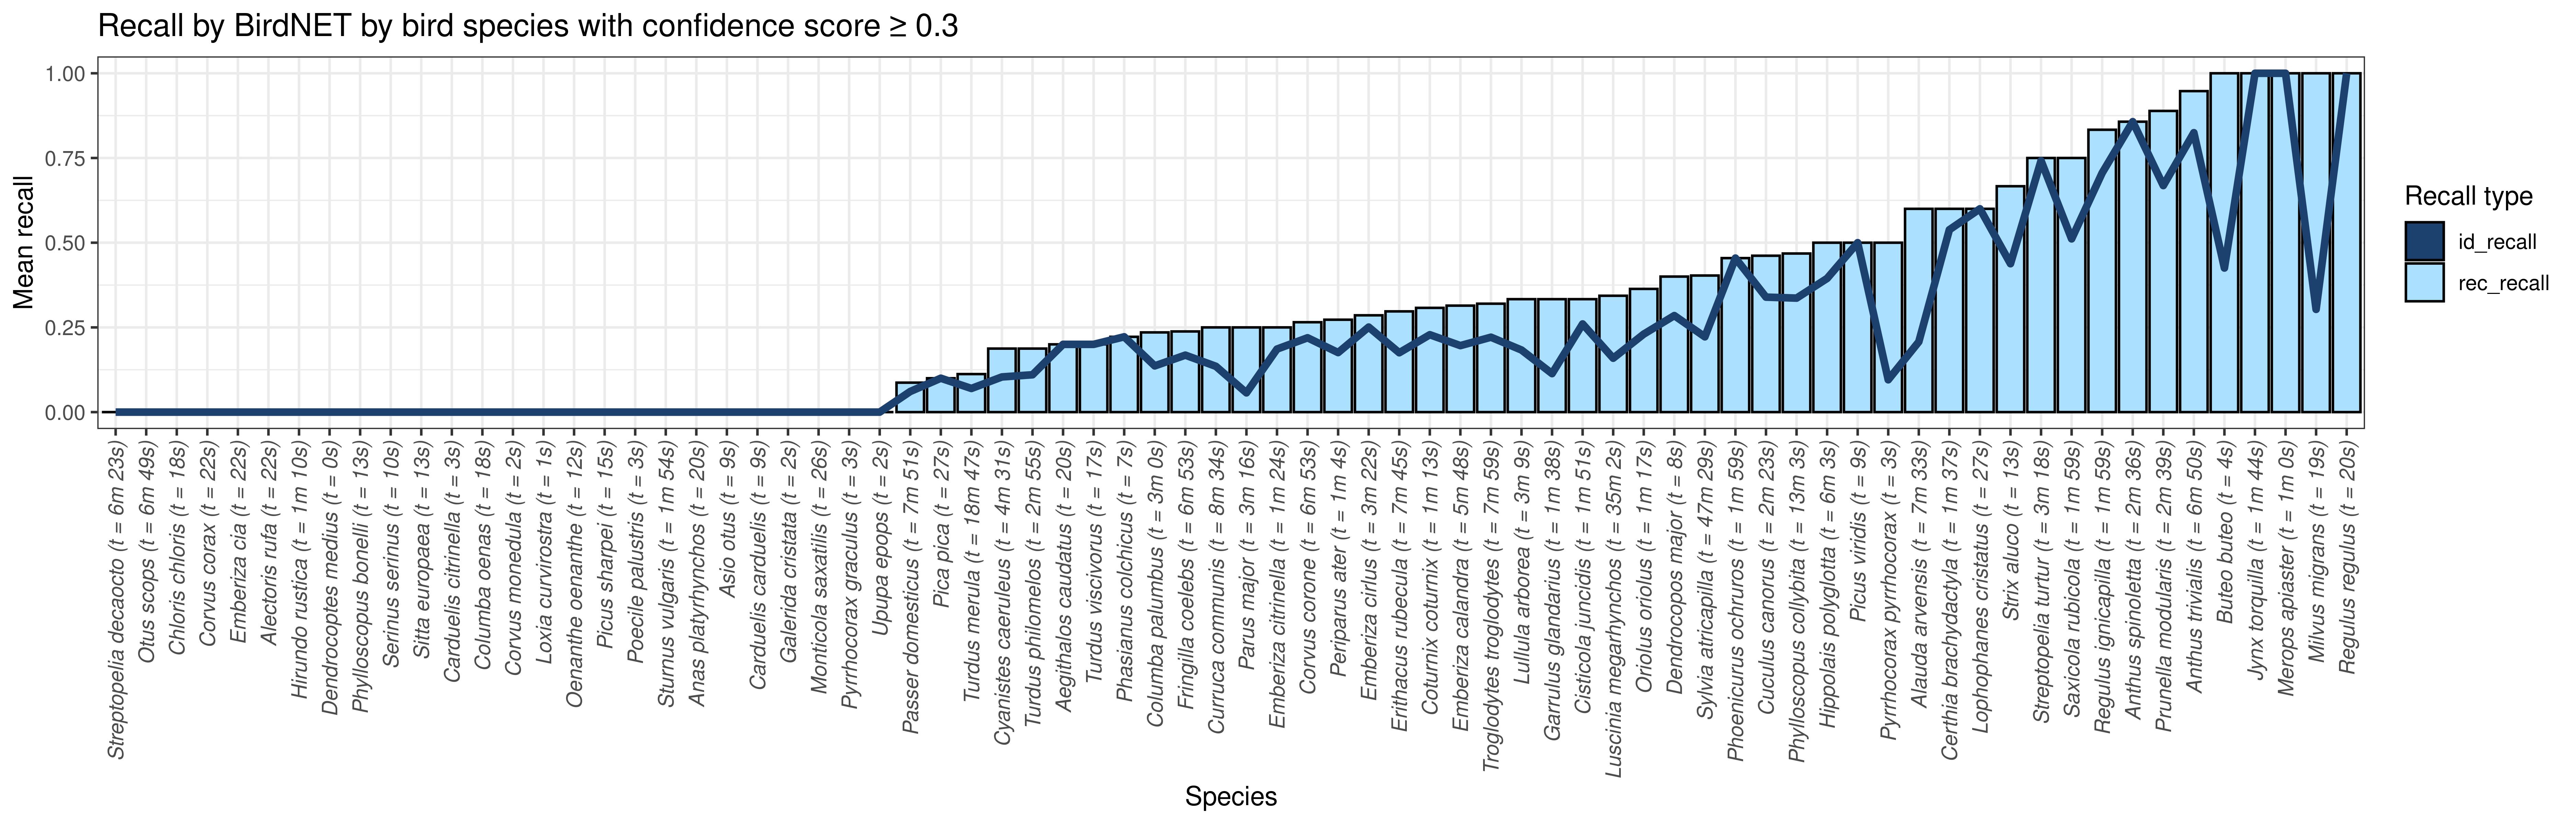 Recall by BirdNET by bird species with confidence score ≥ 0.3
Mean recall
1.00
0.75
0.50
0.25
0.00
Streptopelia decaocto (t = 6m 23s)
Otus scops (t = 6m 49s)
Chloris chloris (t = 18s)
Corvus corax (t = 22s)
Emberiza cia (t = 22s)
Alectoris rufa (t = 22s)
Hirundo rustica (t = 1m 10s)
Dendrocoptes medius (t = 0s)
Phylloscopus bonelli (t = 13s)
Serinus serinus (t = 10s)
Sitta europaea (t = 13s)
Carduelis citrinella (t = 3s)
Columba oenas (t = 18s)
Corvus monedula (t = 2s)
Loxia curvirostra (t = 1s)
Oenanthe oenanthe (t = 12s)
Picus sharpei (t = 15s)
Poecile palustris (t = 3s)
Sturnus vulgaris (t = 1m 54s)
Anas platyrhynchos (t = 20s)
Asio otus (t = 9s)
Carduelis carduelis (t = 9s)
Galerida cristata (t = 2s)
Monticola saxatilis (t = 26s)
Pyrrhocorax graculus (t = 3s)
Upupa epops (t = 2s)
Passer domesticus (t = 7m 51s)
Pica pica (t = 27s)
Turdus merula (t = 18m 47s)
Cyanistes caeruleus (t = 4m 31s)
Turdus philomelos (t = 2m 55s)
Aegithalos caudatus (t = 20s)
Turdus viscivorus (t = 17s)
Phasianus colchicus (t = 7s)
Columba palumbus (t = 3m 0s)
Fringilla coelebs (t = 6m 53s)
Curruca communis (t = 8m 34s)
Parus major (t = 3m 16s)
Emberiza citrinella (t = 1m 24s)
Corvus corone (t = 6m 53s)
Periparus ater (t = 1m 4s)
Emberiza cirlus (t = 3m 22s)
Erithacus rubecula (t = 7m 45s)
Coturnix coturnix (t = 1m 13s)
Emberiza calandra (t = 5m 48s)
Troglodytes troglodytes (t = 7m 59s)
Lullula arborea (t = 3m 9s)
Garrulus glandarius (t = 1m 38s)
Cisticola juncidis (t = 1m 51s)
Luscinia megarhynchos (t = 35m 2s)
Oriolus oriolus (t = 1m 17s)
Dendrocopos major (t = 8s)
Sylvia atricapilla (t = 47m 29s)
Phoenicurus ochruros (t = 1m 59s)
Cuculus canorus (t = 2m 23s)
Phylloscopus collybita (t = 13m 3s)
Hippolais polyglotta (t = 6m 3s)
Picus viridis (t = 9s)
Pyrrhocorax pyrrhocorax (t = 3s)
Alauda arvensis (t = 7m 33s)
Certhia brachydactyla (t = 1m 37s)
Lophophanes cristatus (t = 27s)
Strix aluco (t = 13s)
Streptopelia turtur (t = 3m 18s)
Saxicola rubicola (t = 1m 59s)
Regulus ignicapilla (t = 1m 59s)
Anthus spinoletta (t = 2m 36s)
Prunella modularis (t = 2m 39s)
Anthus trivialis (t = 6m 50s)
Buteo buteo (t = 4s)
Jynx torquilla (t = 1m 44s)
Merops apiaster (t = 1m 0s)
Milvus migrans (t = 19s)
Regulus regulus (t = 20s)
Species
Recall type
id_recall
rec_recall